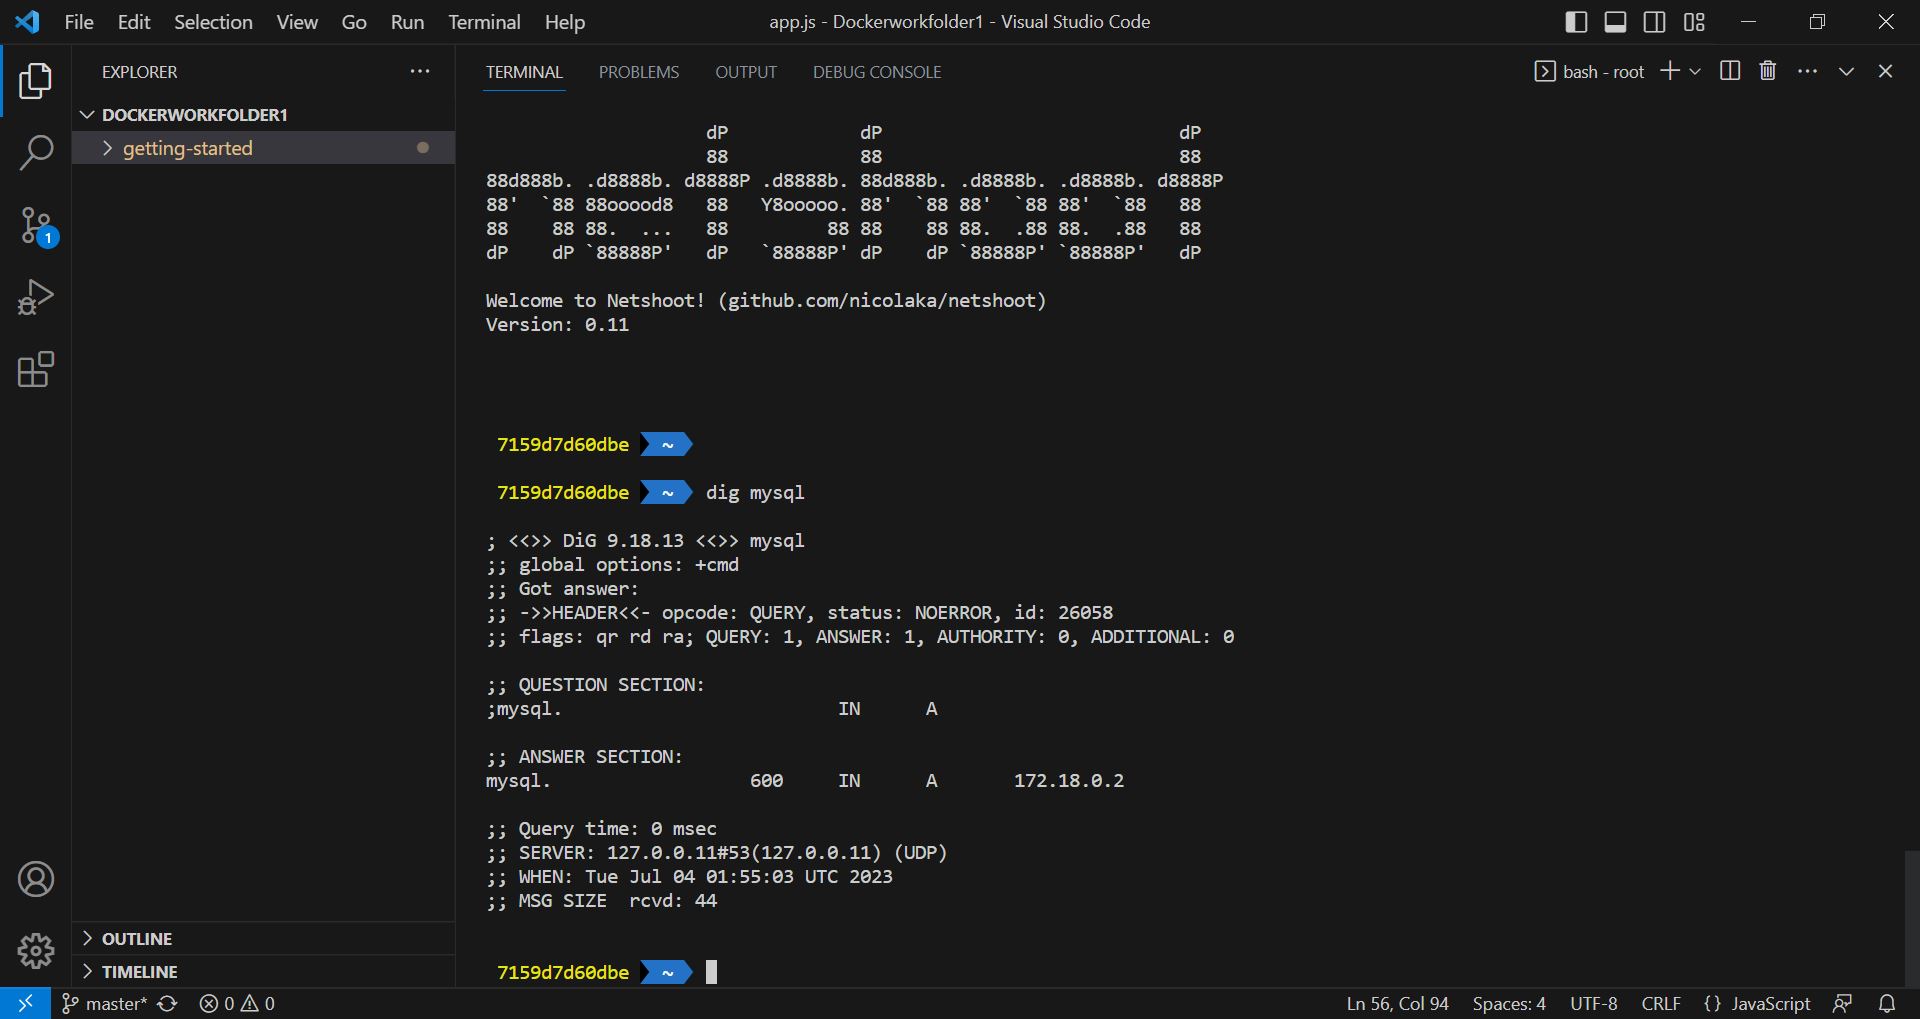 File Edit Selection View Go Run Terminal Help app.js - Dockerworkfolder1 - Visual Studio Code
EXPLORER ···
DOCKERWORKFOLDER1
getting-started
1
OUTLINE
TIMELINE
TERMINAL PROBLEMS OUTPUT DEBUG CONSOLE bash - root ···
                    dP            dP                            dP
                    88            88                            88
88d888b. .d8888b. d8888P .d8888b. 88d888b. .d8888b. .d8888b. d8888P
88'  `88 88ooood8   88   Y8ooooo. 88'  `88 88'  `88 88'  `88   88
88    88 88.  ...   88         88 88    88 88.  .88 88.  .88   88
dP    dP `88888P'   dP   `88888P' dP    dP `88888P' `88888P'   dP
Welcome to Netshoot! (github.com/nicolaka/netshoot)
Version: 0.11
7159d7d60dbe ~
7159d7d60dbe ~ dig mysql
; <<>> DiG 9.18.13 <<>> mysql
;; global options: +cmd
;; Got answer:
;; ->>HEADER<<- opcode: QUERY, status: NOERROR, id: 26058
;; flags: qr rd ra; QUERY: 1, ANSWER: 1, AUTHORITY: 0, ADDITIONAL: 0
;; QUESTION SECTION:
;mysql. IN A
;; ANSWER SECTION:
mysql. 600 IN A 172.18.0.2
;; Query time: 0 msec
;; SERVER: 127.0.0.11#53(127.0.0.11) (UDP)
;; WHEN: Tue Jul 04 01:55:03 UTC 2023
;; MSG SIZE  rcvd: 44
7159d7d60dbe ~
master* 0 0 Ln 56, Col 94 Spaces: 4 UTF-8 CRLF {} JavaScript